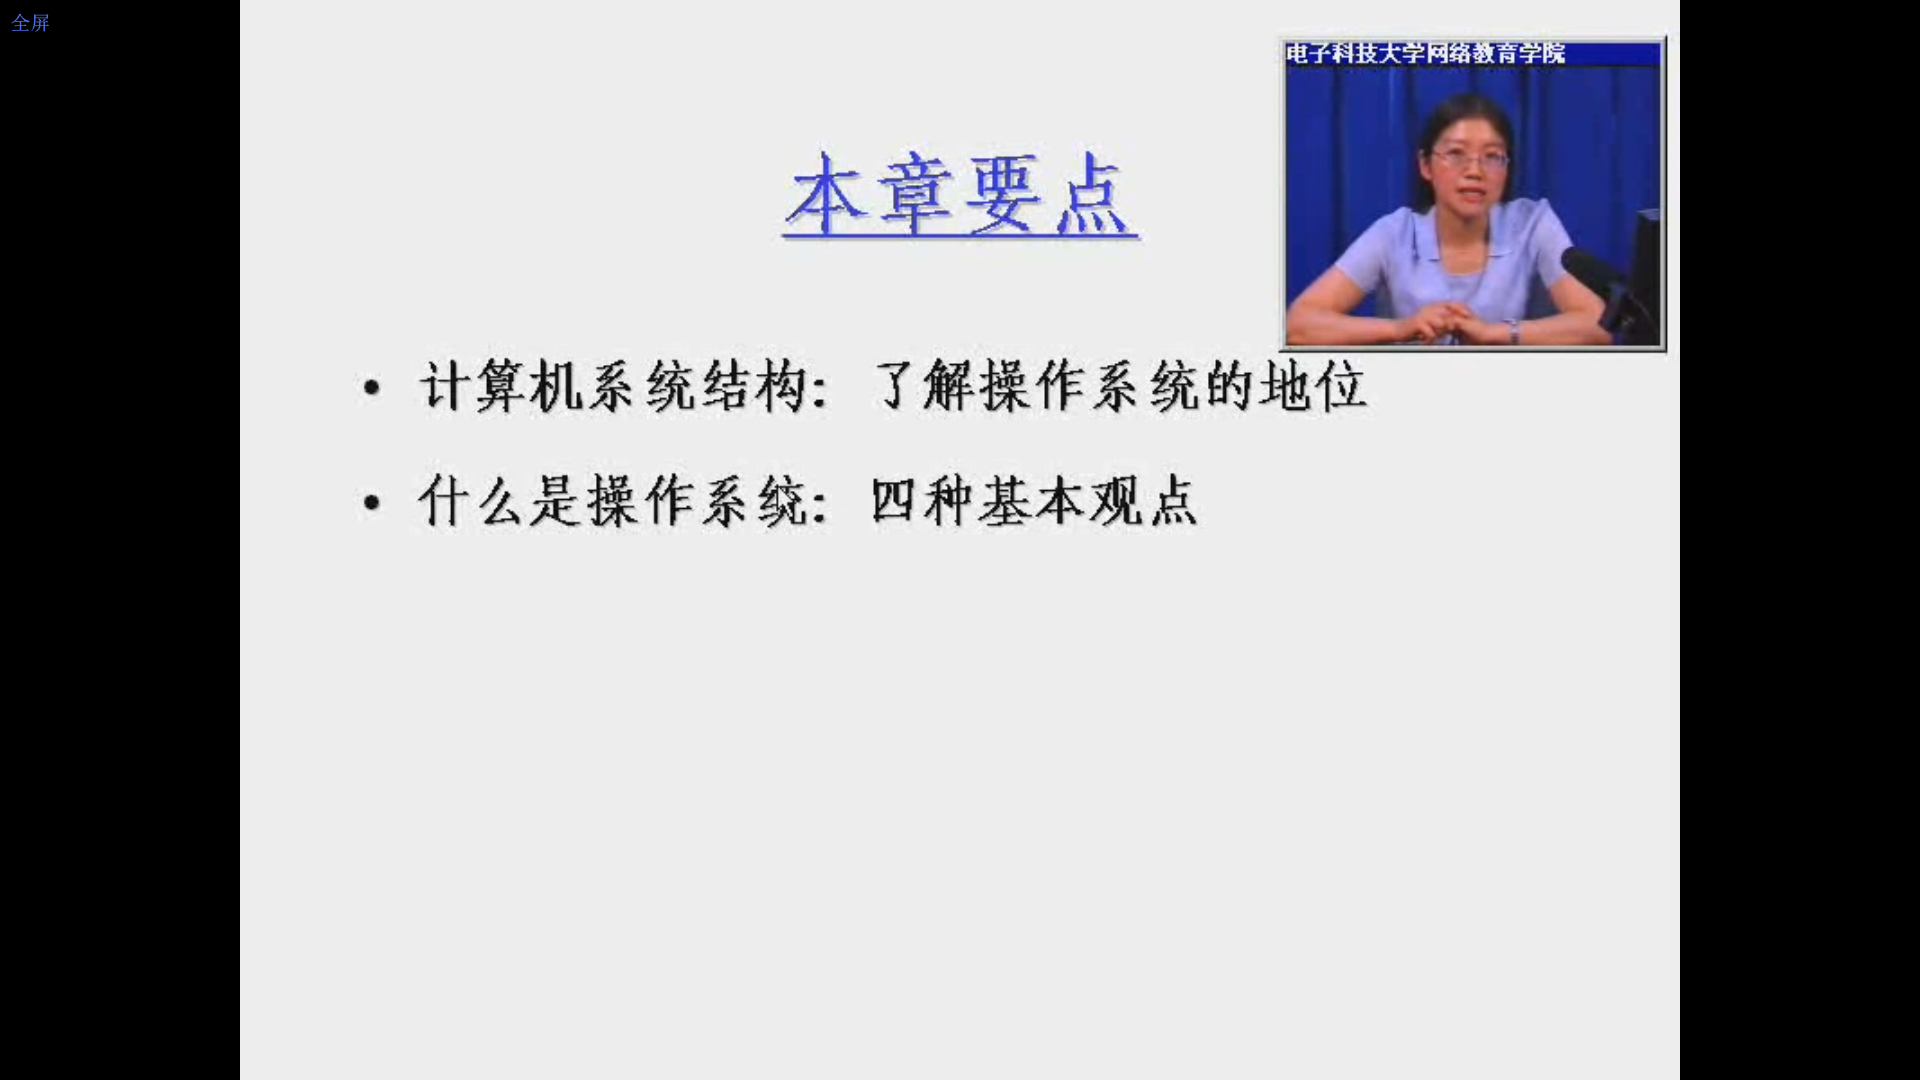 全屏
电子科技大学网络教育学院
本章要点
• 计算机系统结构：了解操作系统的地位
• 什么是操作系统：四种基本观点